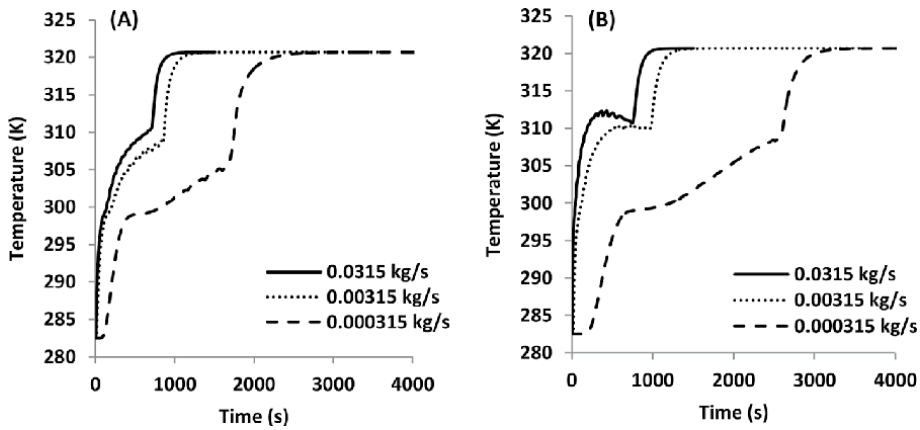 (A)
325
320
315
310
305
300
295
290
285
280
Temperature (K)
0.0315 kg/s
0.00315 kg/s
0.000315 kg/s
0 1000 2000 3000 4000
Time (s)
(B)
325
320
315
310
305
300
295
290
285
280
Temperature (K)
0.0315 kg/s
0.00315 kg/s
0.000315 kg/s
0 1000 2000 3000 4000
Time (s)